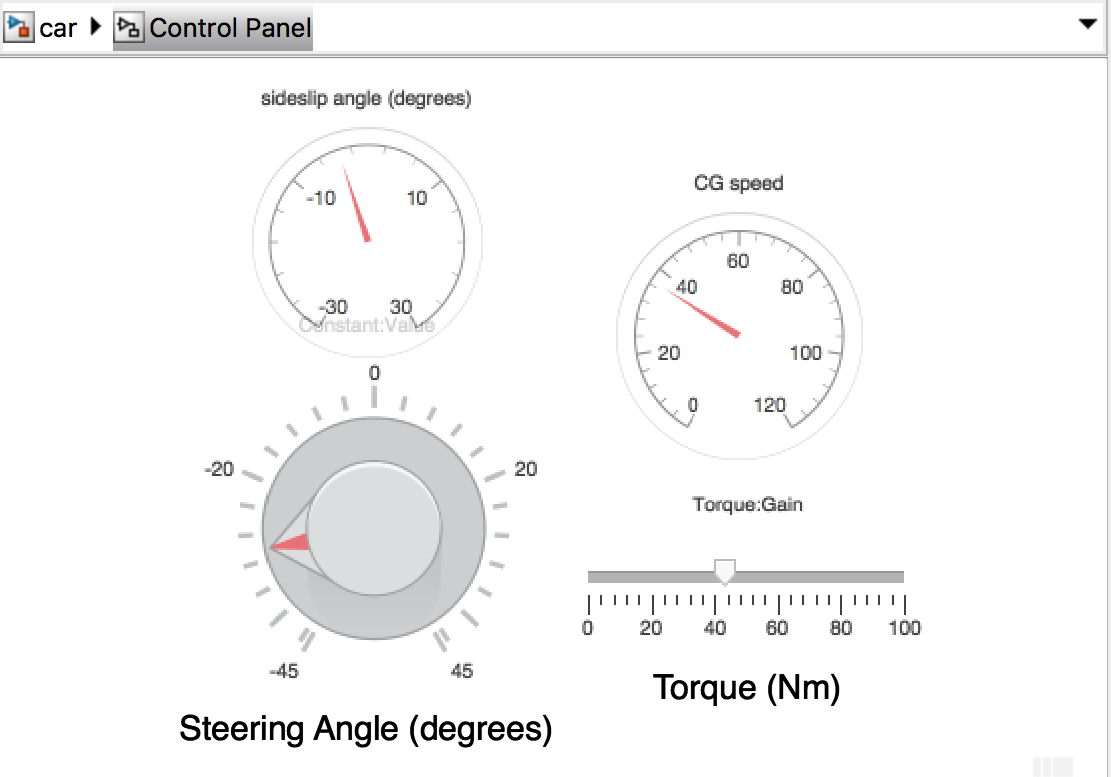 car Control Panel
sideslip angle (degrees)
-10 10
-30 30
Constant:Value
CG speed
60
40 80
20 100
0 120
0
-20 20
-45 45
Steering Angle (degrees)
Torque:Gain
0 20 40 60 80 100
Torque (Nm)